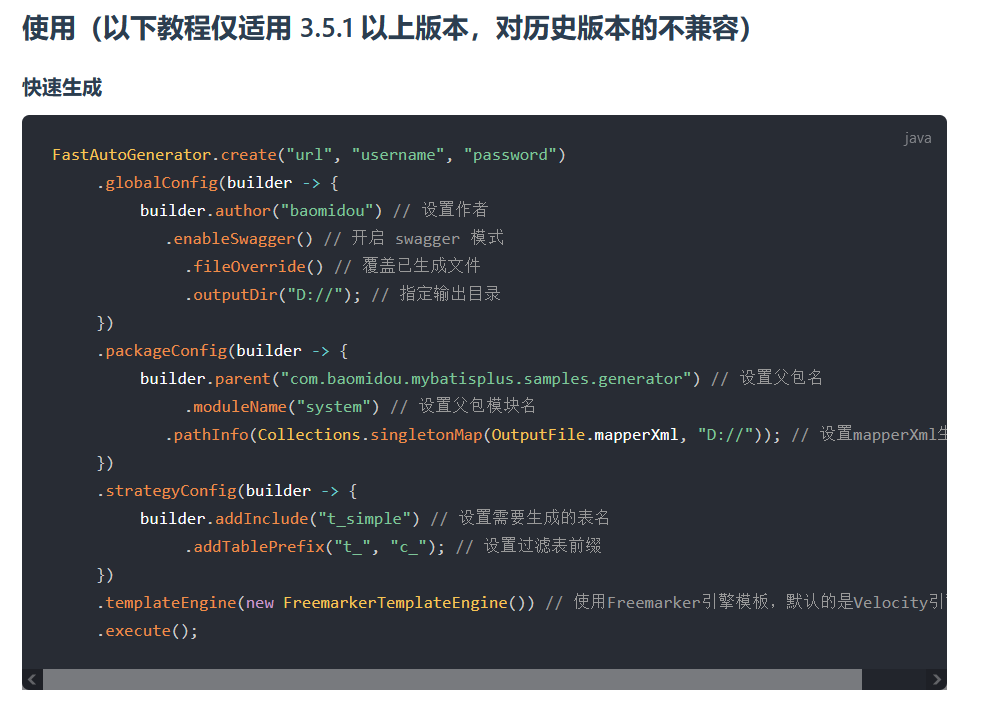 使用（以下教程仅适用 3.5.1 以上版本，对历史版本的不兼容）
快速生成
java
FastAutoGenerator.create("url", "username", "password")
.globalConfig(builder -> {
builder.author("baomidou") // 设置作者
.enableSwagger() // 开启 swagger 模式
.fileOverride() // 覆盖已生成文件
.outputDir("D://"); // 指定输出目录
})
.packageConfig(builder -> {
builder.parent("com.baomidou.mybatisplus.samples.generator") // 设置父包名
.moduleName("system") // 设置父包模块名
.pathInfo(Collections.singletonMap(OutputFile.mapperXml, "D://")); // 设置mapperXml生
})
.strategyConfig(builder -> {
builder.addInclude("t_simple") // 设置需要生成的表名
.addTablePrefix("t_", "c_"); // 设置过滤表前缀
})
.templateEngine(new FreemarkerTemplateEngine()) // 使用Freemarker引擎模板，默认的是Velocity引
.execute();